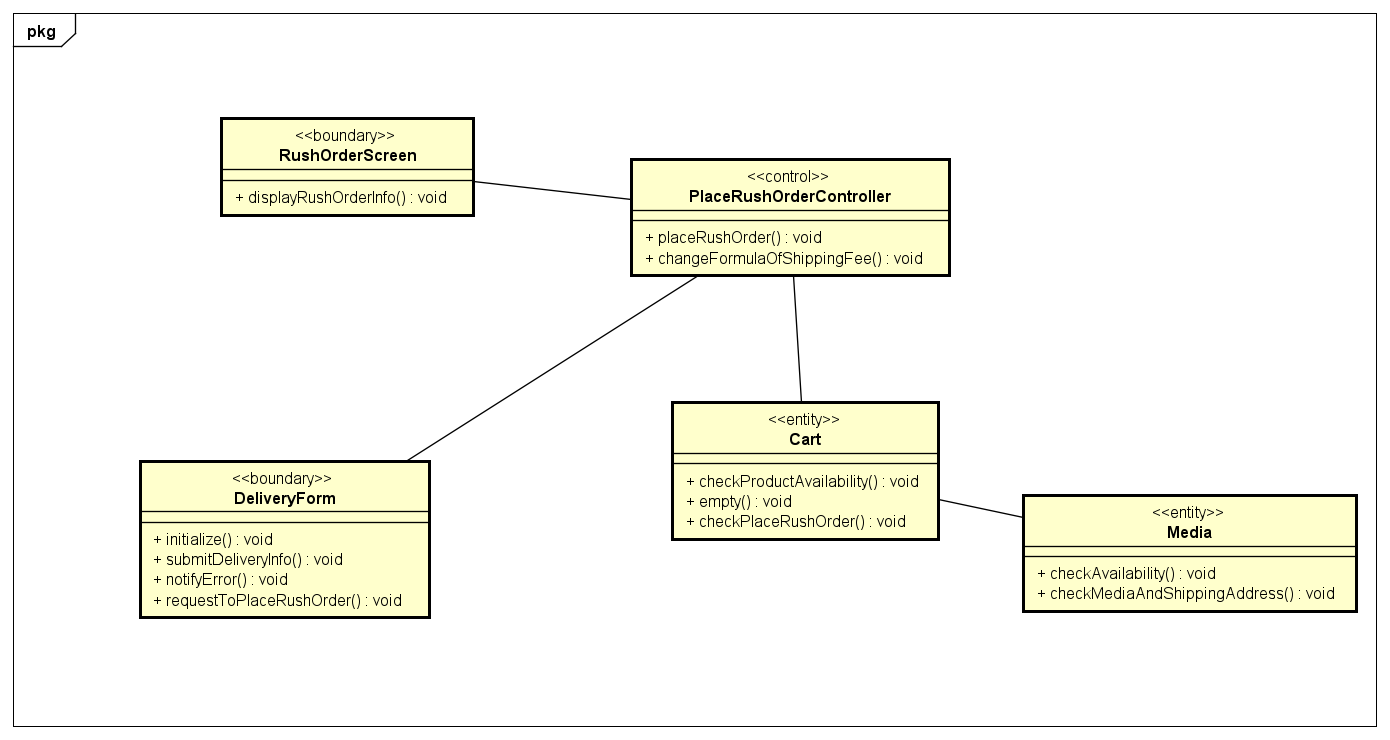 pkg
<<boundary>>
RushOrderScreen
+ displayRushOrderInfo() : void
<<control>>
PlaceRushOrderController
+ placeRushOrder() : void
+ changeFormulaOfShippingFee() : void
<<entity>>
Cart
+ checkProductAvailability() : void
+ empty() : void
+ checkPlaceRushOrder() : void
<<boundary>>
DeliveryForm
+ initialize() : void
+ submitDeliveryInfo() : void
+ notifyError() : void
+ requestToPlaceRushOrder() : void
<<entity>>
Media
+ checkAvailability() : void
+ checkMediaAndShippingAddress() : void